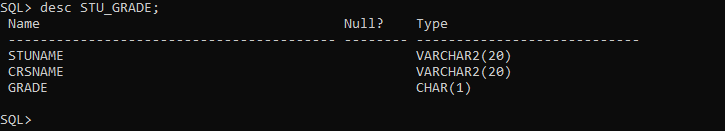 SQL> desc STU_GRADE;
Name Null? Type
----------------------------------------- -------- ----------------------------
STUNAME VARCHAR2(20)
CRSNAME VARCHAR2(20)
GRADE CHAR(1)
SQL>